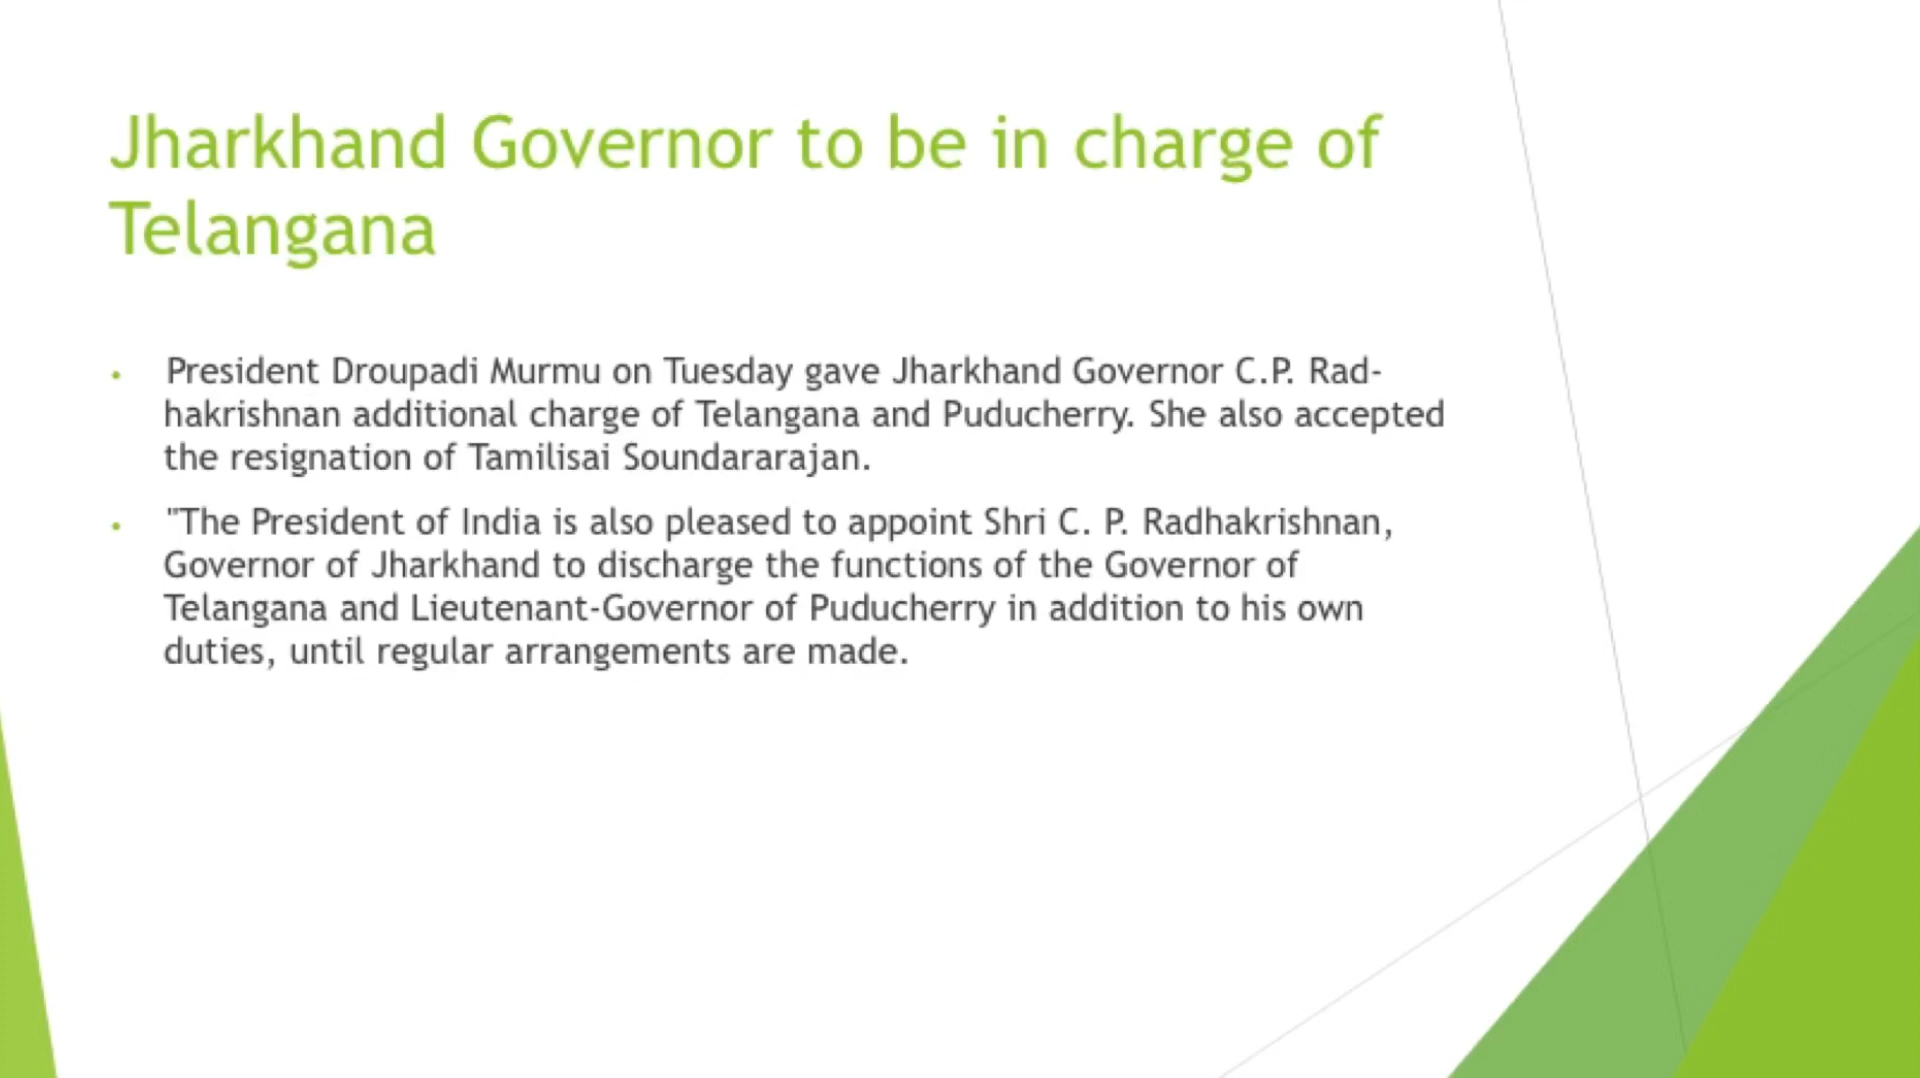 Jharkhand Governor to be in charge of
Telangana
• President Droupadi Murmu on Tuesday gave Jharkhand Governor C.P. Rad-
hakrishnan additional charge of Telangana and Puducherry. She also accepted
the resignation of Tamilisai Soundararajan.
• "The President of India is also pleased to appoint Shri C. P. Radhakrishnan,
Governor of Jharkhand to discharge the functions of the Governor of
Telangana and Lieutenant-Governor of Puducherry in addition to his own
duties, until regular arrangements are made.